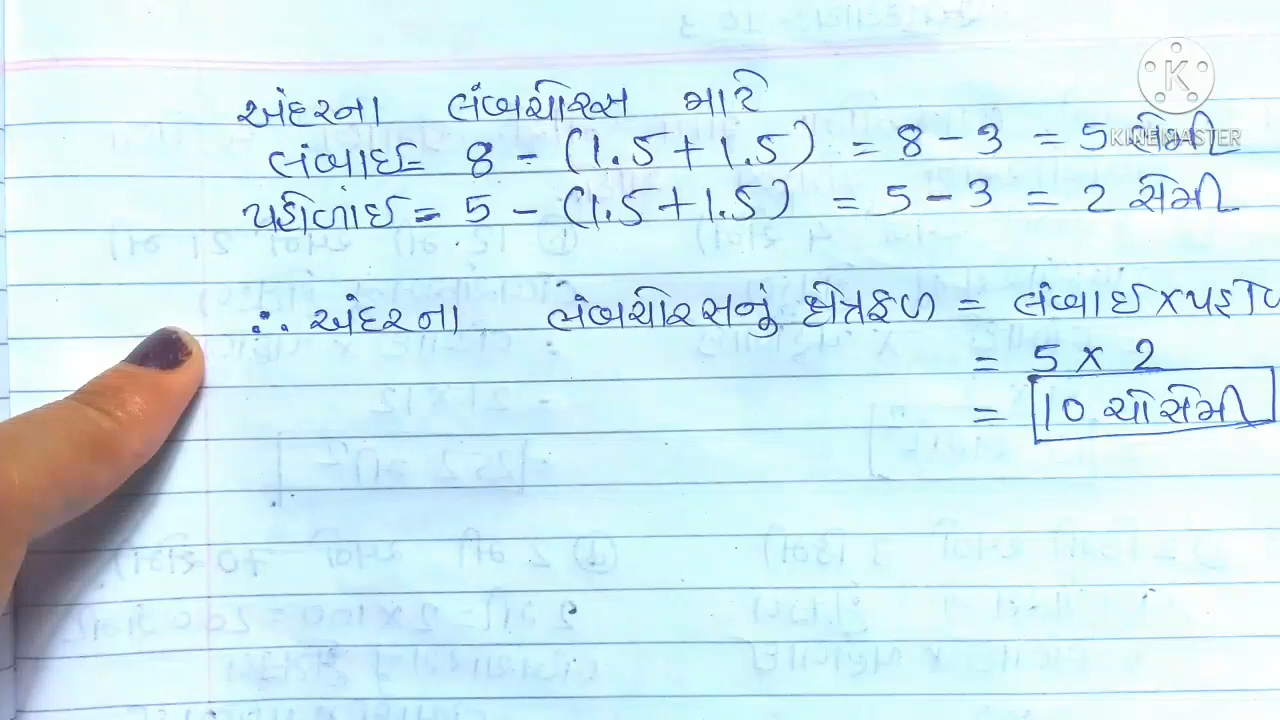 અંદરના લંબચોરસ માટે
લંબાઈ = 8 - (1.5 + 1.5) = 8 - 3 = 5 સેમી
પહોળાઈ = 5 - (1.5 + 1.5) = 5 - 3 = 2 સેમી
∴ અંદરના લંબચોરસનું ક્ષેત્રફળ = લંબાઈ ×
= 5 × 2
= 10 ચોસેમી
K
KINEMASTER